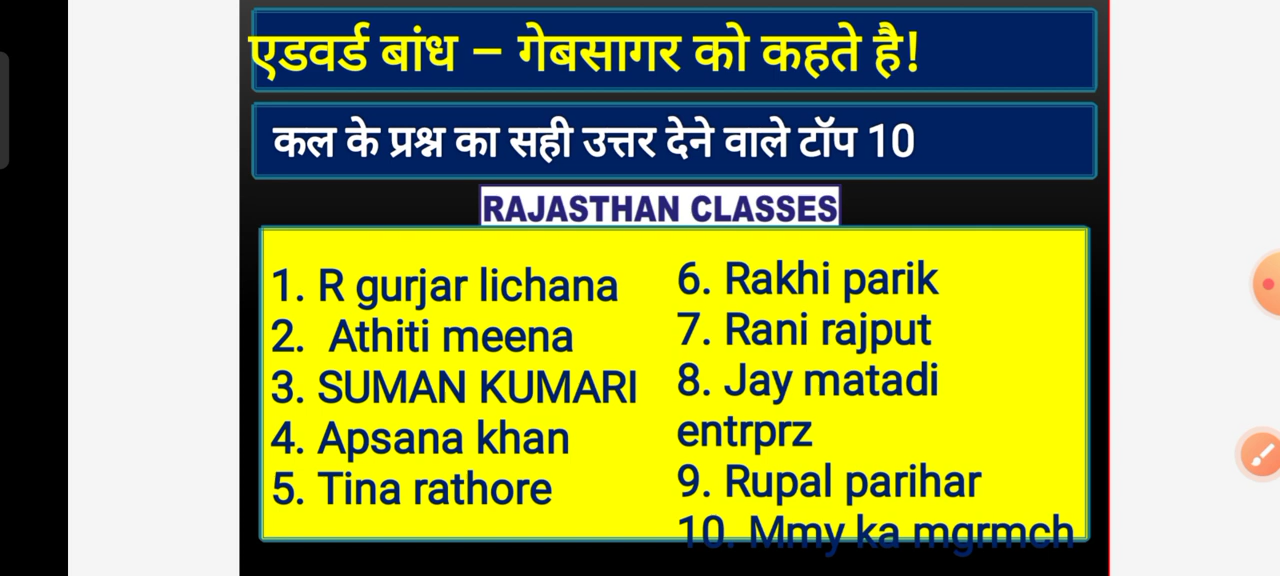 एडवर्ड बांध – गेबसागर को कहते है!
कल के प्रश्न का सही उत्तर देने वाले टॉप 10
RAJASTHAN CLASSES
1. R gurjar lichana
2. Athiti meena
3. SUMAN KUMARI
4. Apsana khan
5. Tina rathore
6. Rakhi parik
7. Rani rajput
8. Jay matadi
entrprz
9. Rupal parihar
10. Mmy ka mgrmch